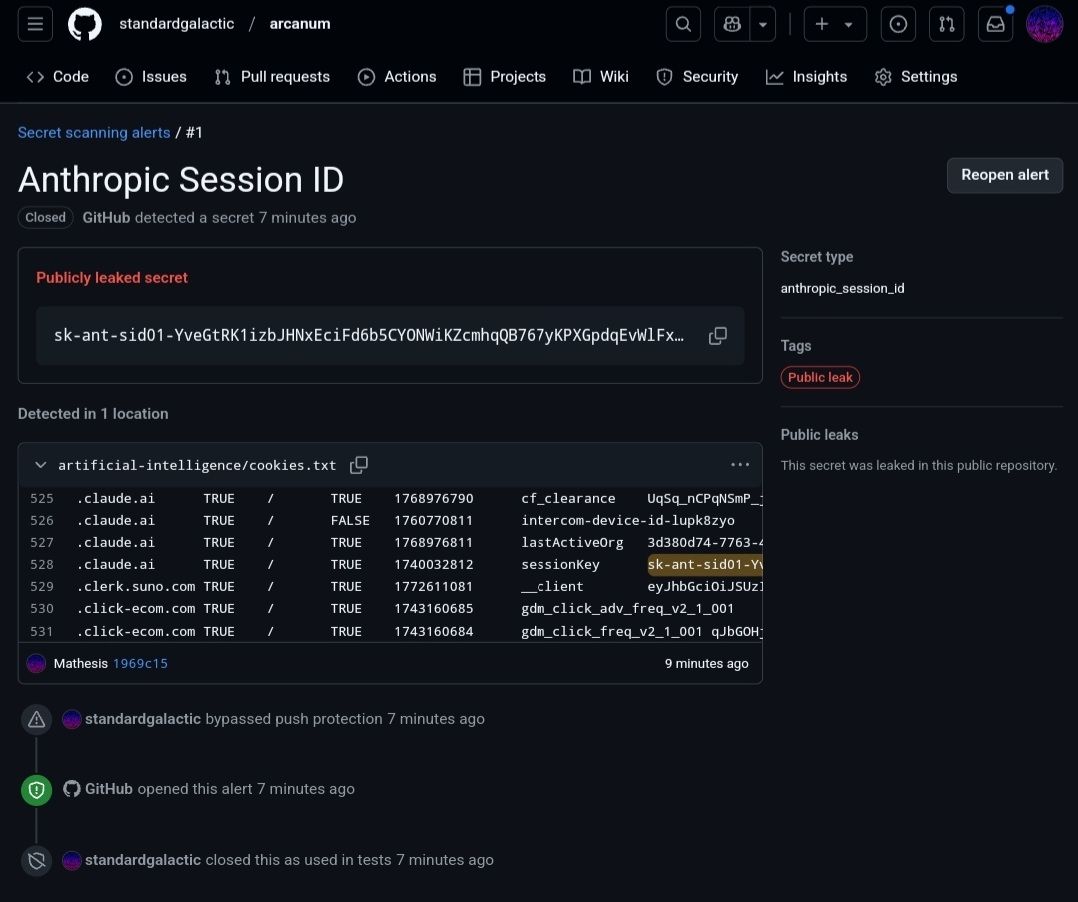 standardgalactic / arcanum
Code Issues Pull requests Actions Projects Wiki Security Insights Settings
Secret scanning alerts / #1
Anthropic Session ID
Reopen alert
Closed GitHub detected a secret 7 minutes ago
Publicly leaked secret
sk-ant-sid01-YveGtRK1izbJHNxEciFd6b5CYONWiKZcmhqQB767yKPXGpdqEvWlFx…
Detected in 1 location
artificial-intelligence/cookies.txt
525 .claude.ai TRUE / TRUE 1768976790 cf_clearance UqSq_nCPqNSmP_
526 .claude.ai TRUE / FALSE 1760770811 intercom-device-id-lupk8zyo
527 .claude.ai TRUE / TRUE 1768976811 lastActiveOrg 3d380d74-7763-4
528 .claude.ai TRUE / TRUE 1740032812 sessionKey sk-ant-sid01-Yv
529 .clerk.suno.com TRUE / TRUE 1772611081 __client eyJhbGciOiJSUzI
530 .click-ecom.com TRUE / TRUE 1743160685 gdm_click_adv_freq_v2_1_001
531 .click-ecom.com TRUE / TRUE 1743160684 gdm_click_freq_v2_1_001 qJbGOHj
Mathesis 1969c15
9 minutes ago
standardgalactic bypassed push protection 7 minutes ago
GitHub opened this alert 7 minutes ago
standardgalactic closed this as used in tests 7 minutes ago
Secret type
anthropic_session_id
Tags
Public leak
Public leaks
This secret was leaked in this public repository.